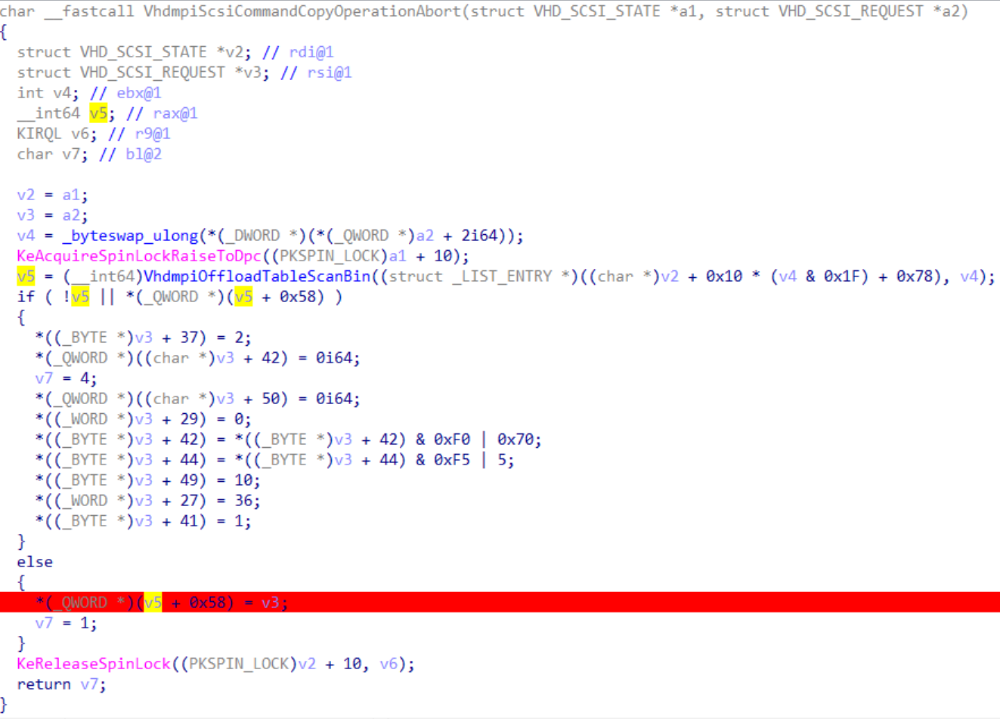 char __fastcall VhdmpiScsiCommandCopyOperationAbort(struct VHD_SCSI_STATE *a1, struct VHD_SCSI_REQUEST *a2)
{
  struct VHD_SCSI_STATE *v2; // rdi@1
  struct VHD_SCSI_REQUEST *v3; // rsi@1
  int v4; // ebx@1
  __int64 v5; // rax@1
  KIRQL v6; // r9@1
  char v7; // bl@2

  v2 = a1;
  v3 = a2;
  v4 = _byteswap_ulong(*(_DWORD *)(*(_QWORD *)a2 + 2i64));
  KeAcquireSpinLockRaiseToDpc((PKSPIN_LOCK)a1 + 10);
  v5 = (__int64)VhdmpiOffloadTableScanBin((struct _LIST_ENTRY *)((char *)v2 + 0x10 * (v4 & 0x1F) + 0x78), v4);
  if ( !v5 || *(_QWORD *)(v5 + 0x58) )
  {
    *((_BYTE *)v3 + 37) = 2;
    *(_QWORD *)((char *)v3 + 42) = 0i64;
    v7 = 4;
    *(_QWORD *)((char *)v3 + 50) = 0i64;
    *((_WORD *)v3 + 29) = 0;
    *((_BYTE *)v3 + 42) = *((_BYTE *)v3 + 42) & 0xF0 | 0x70;
    *((_BYTE *)v3 + 44) = *((_BYTE *)v3 + 44) & 0xF5 | 5;
    *((_BYTE *)v3 + 49) = 10;
    *((_WORD *)v3 + 27) = 36;
    *((_BYTE *)v3 + 41) = 1;
  }
  else
  {
    *(_QWORD *)(v5 + 0x58) = v3;
    v7 = 1;
  }
  KeReleaseSpinLock((PKSPIN_LOCK)v2 + 10, v6);
  return v7;
}